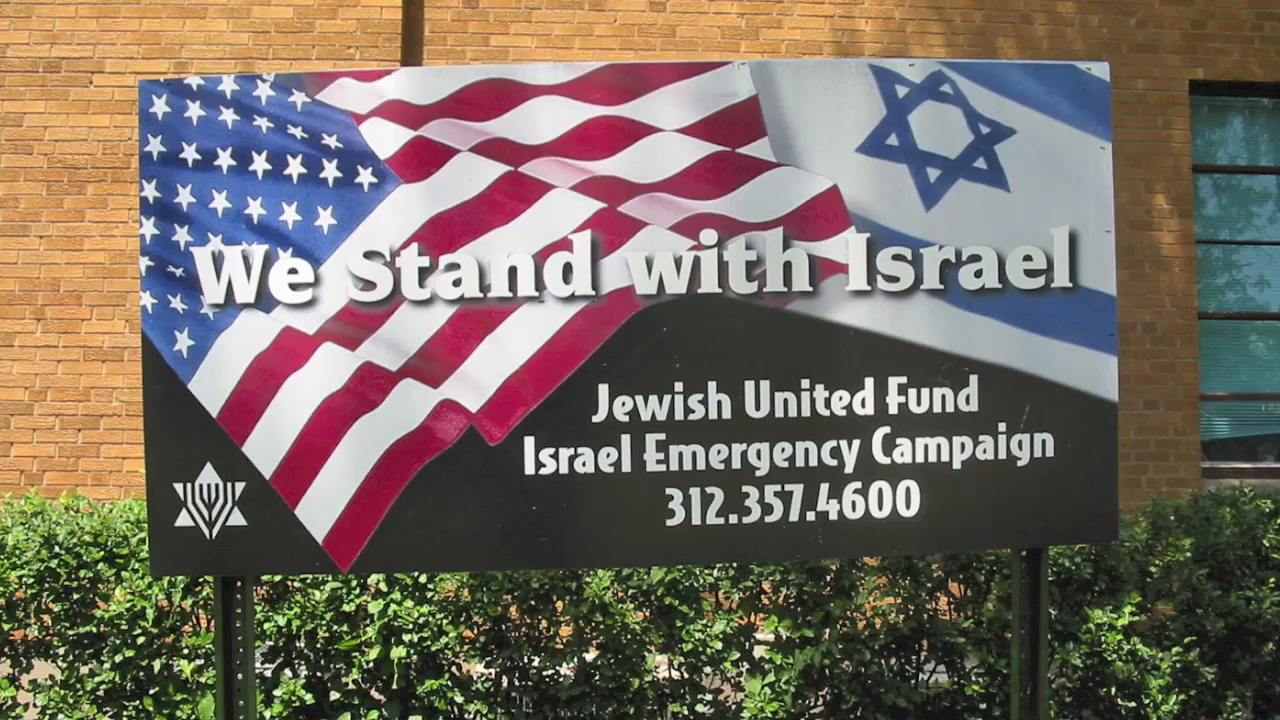 We Stand with Israel
Jewish United Fund
Israel Emergency Campaign
312.357.4600